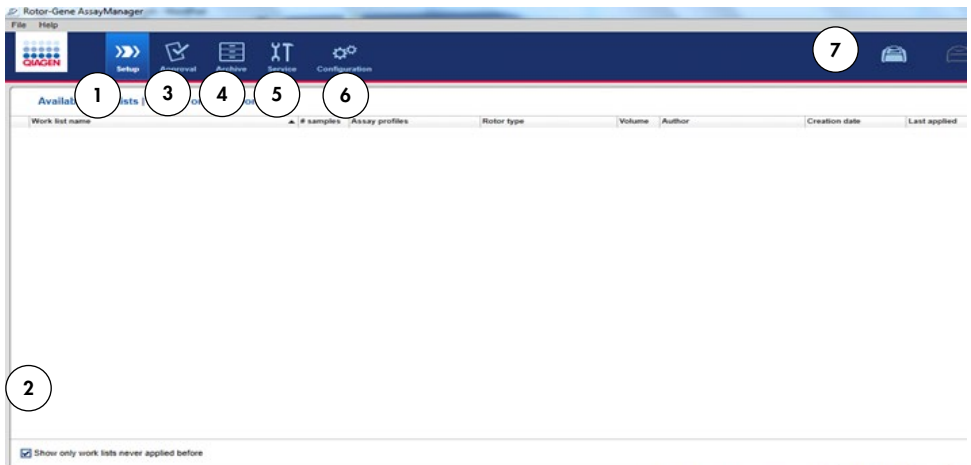 Rotor-Gene AssayManager
File Help
QIAGEN
Setup Approval Archive Service Configuration
7
1 3 4 5 6
Work list name # samples Assay profiles Rotor type Volume Author Creation date Last applied
2
Show only work lists never applied before